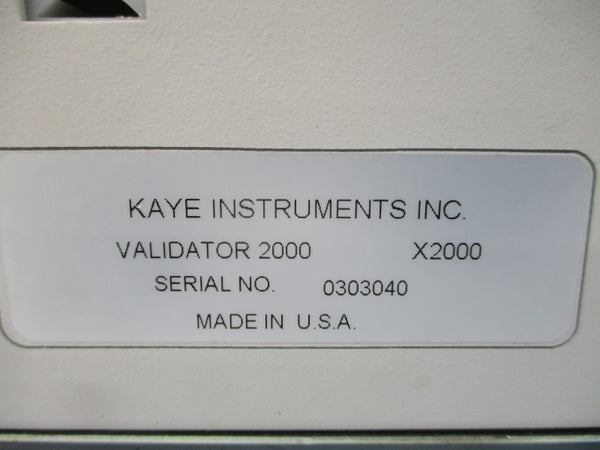 KAYE INSTRUMENTS INC.
VALIDATOR 2000 X2000
SERIAL NO. 0303040
MADE IN U.S.A.